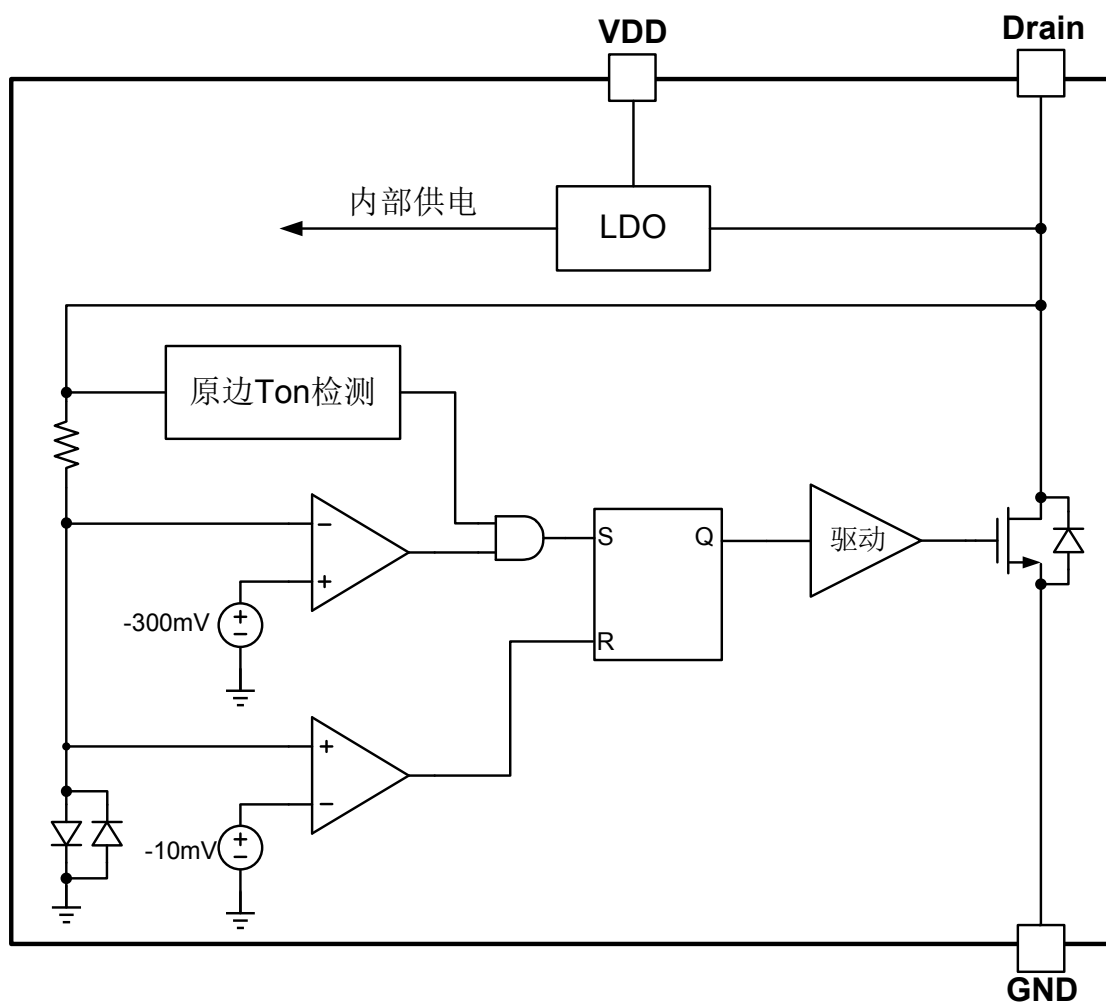 VDD
Drain
内部供电
LDO
原边Ton检测
−
+
S
Q
驱动
-300mV
+
−
R
+
−
-10mV
+
−
GND